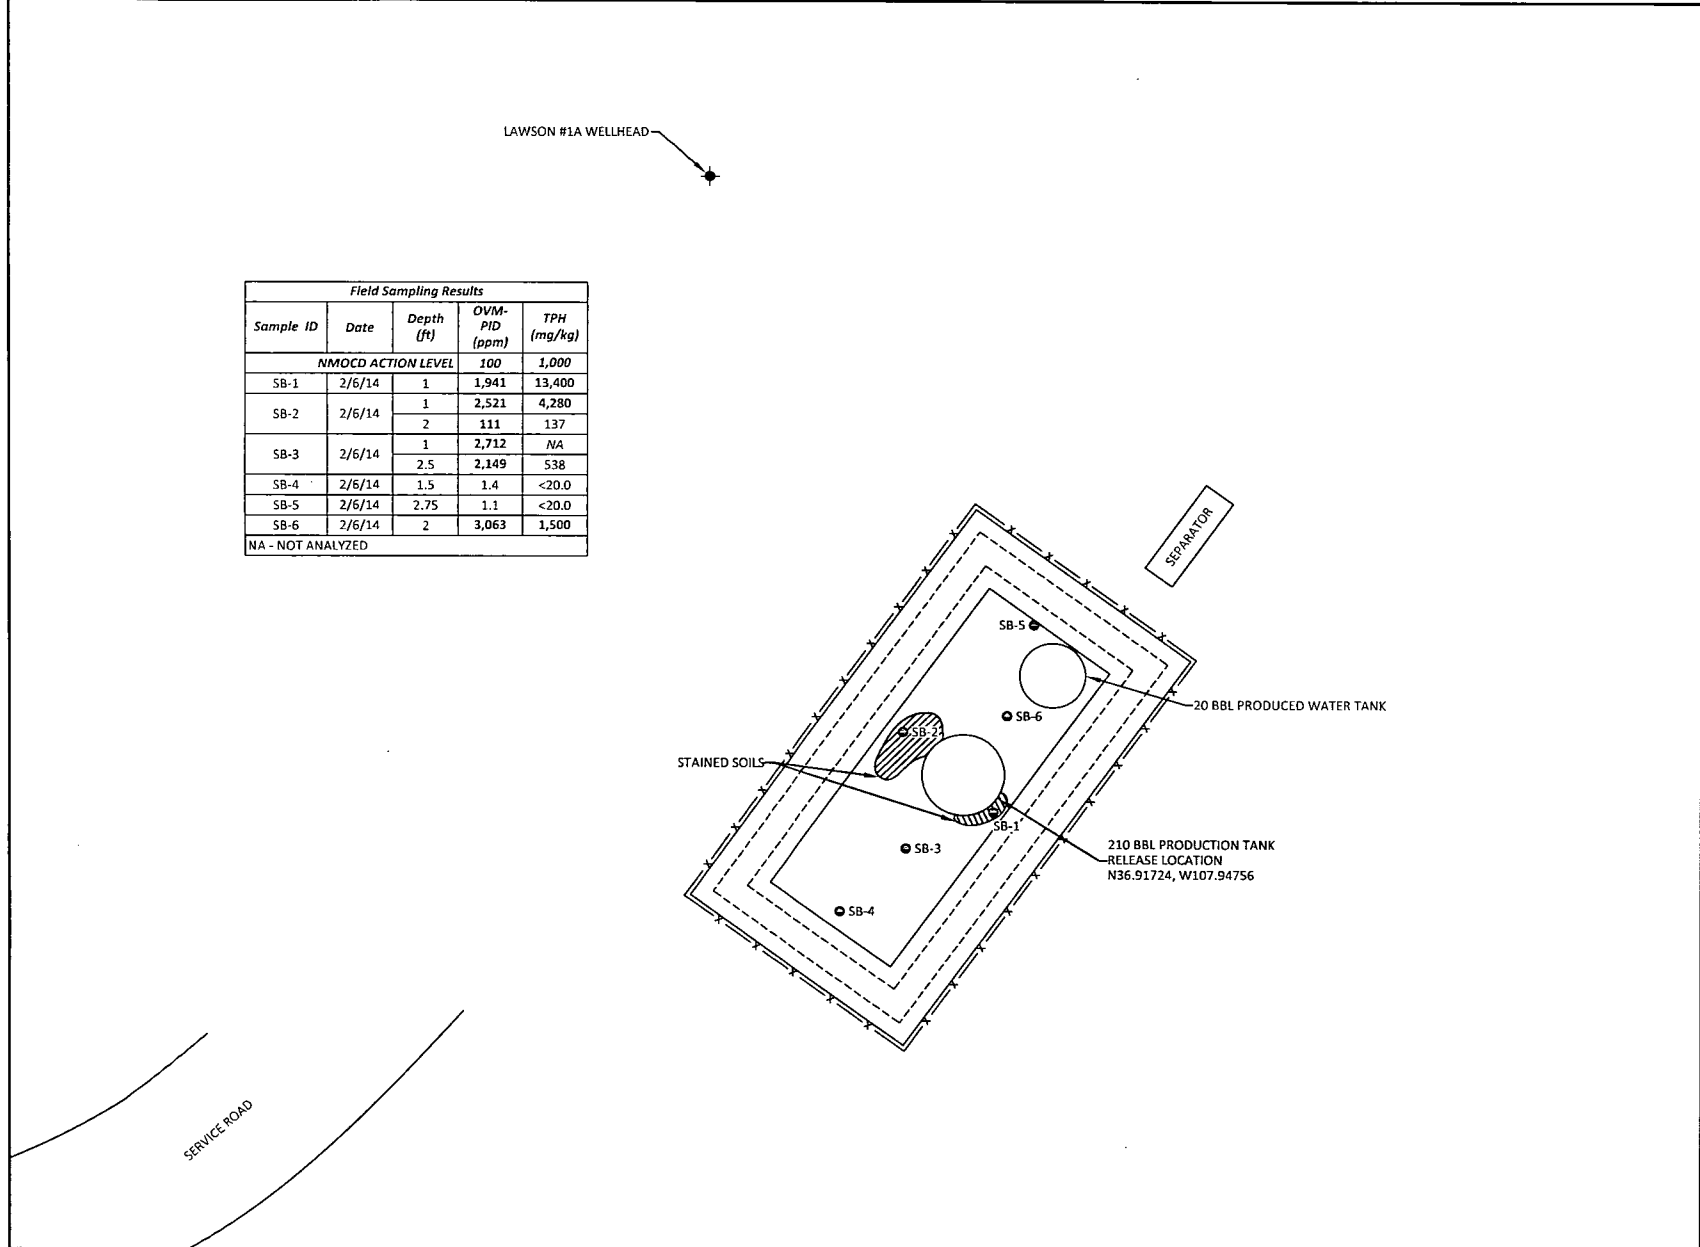 LAWSON #1A WELLHEAD
Field Sampling Results
Sample ID Date Depth (ft) OVM-PID (ppm) TPH (mg/kg)
NMOCD ACTION LEVEL 100 1,000
SB-1 2/6/14 1 1,941 13,400
SB-2 2/6/14 1 2,521 4,280
2 111 137
SB-3 2/6/14 1 2,712 NA
2.5 2,149 538
SB-4 2/6/14 1.5 1.4 <20.0
SB-5 2/6/14 2.75 1.1 <20.0
SB-6 2/6/14 2 3,063 1,500
NA - NOT ANALYZED
SEPARATOR
SB-5
20 BBL PRODUCED WATER TANK
SB-6
SB-2
STAINED SOILS
SB-1
210 BBL PRODUCTION TANK
RELEASE LOCATION
N36.91724, W107.94756
SB-3
SB-4
SERVICE ROAD